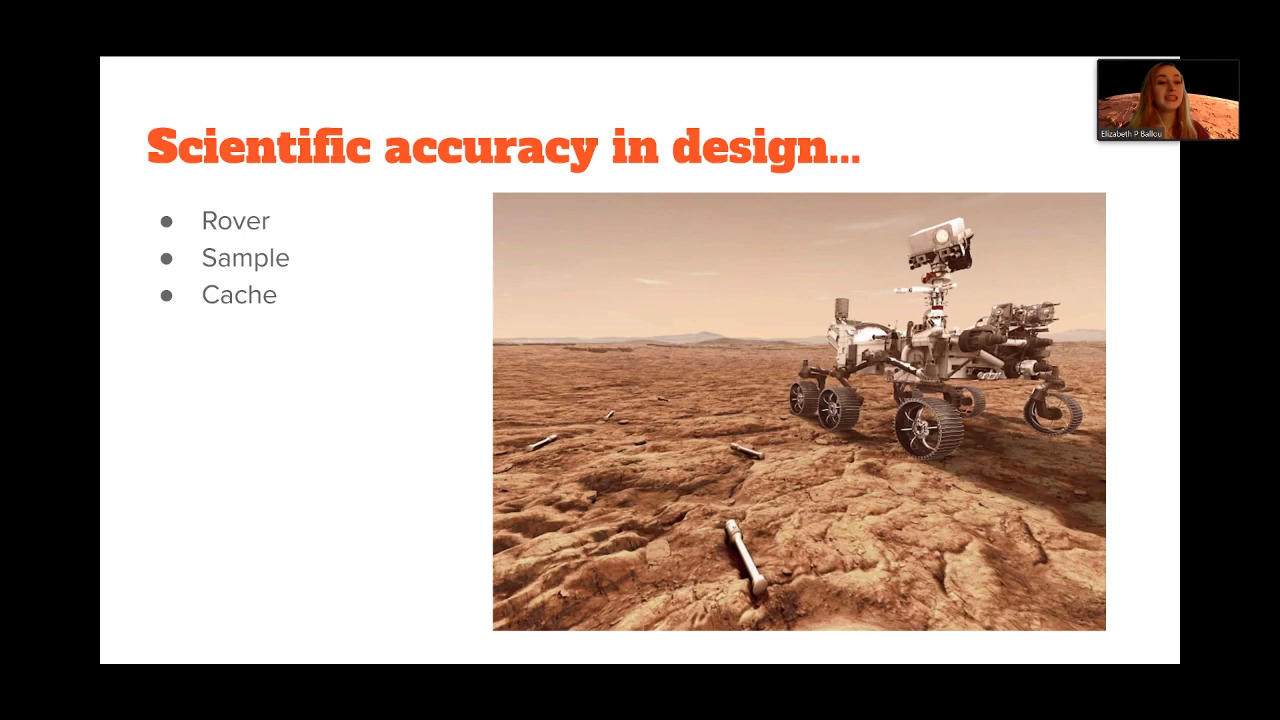 Scientific accuracy in design...
● Rover
● Sample
● Cache
Elizabeth P Ballou